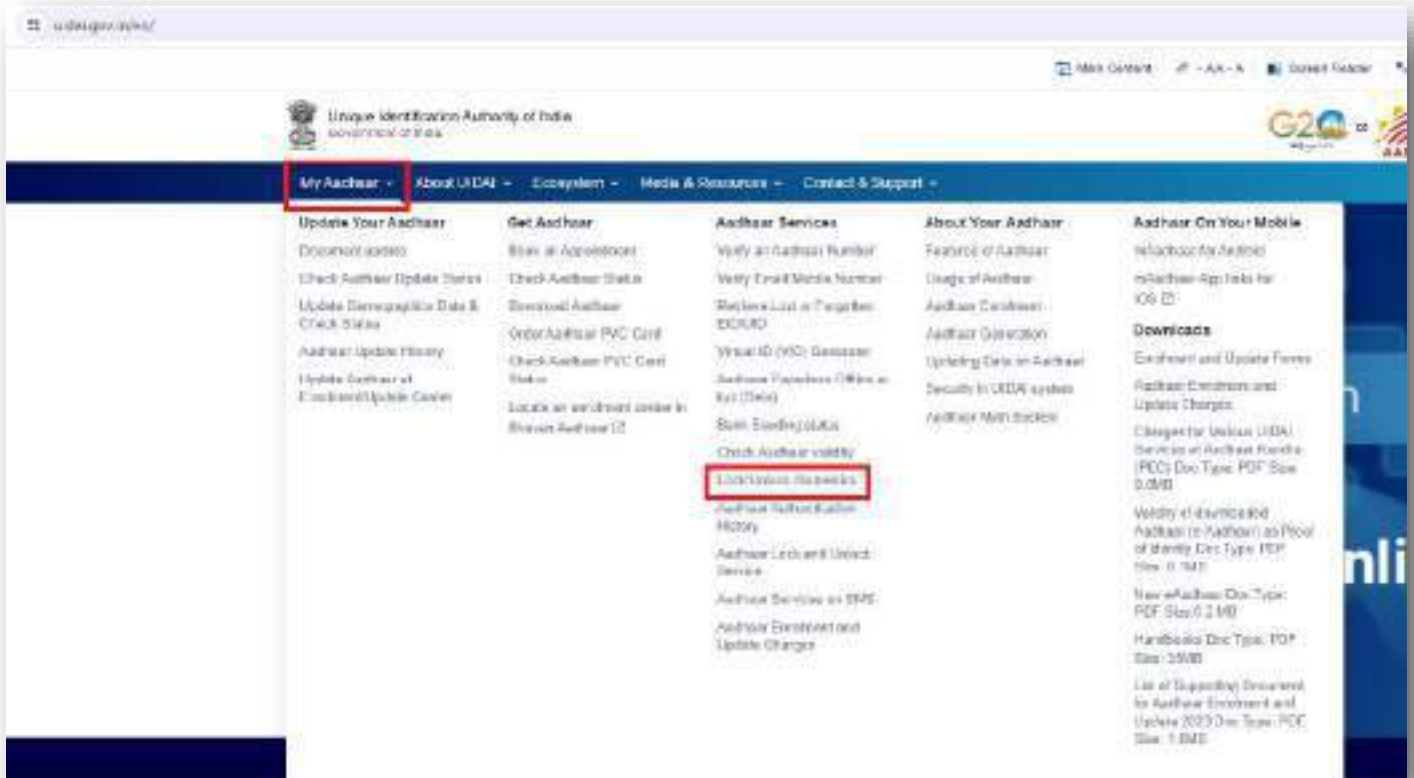 uidai.gov.in/en/
Main Content
- AA - A
Screen Reader
Unique Identification Authority of India
GOVERNMENT OF INDIA
G20
My Aadhaar
About UIDAI
Ecosystem
Media & Resources
Contact & Support
Update Your Aadhaar
Document update
Check Aadhaar Update Status
Update Demographics Data &
Check Status
Aadhaar Update History
Update Aadhaar at
Enrolment/Update Center
Get Aadhaar
Book an Appointment
Check Aadhaar Status
Download Aadhaar
Order Aadhaar PVC Card
Check Aadhaar PVC Card
Status
Locate an enrolment center in
Bhuvan Aadhaar
Aadhaar Services
Verify an Aadhaar Number
Verify Email/Mobile Number
Retrieve Lost or Forgotten
EID/UID
Virtual ID (VID) Generator
Aadhaar Paperless Offline e-
kyc (Beta)
Bank Seeding status
Check Aadhaar validity
Lock/Unlock Biometrics
Aadhaar Authentication
History
Aadhaar Lock and Unlock
Service
Aadhaar Services on SMS
Aadhaar Enrolment and
Update Charges
About Your Aadhaar
Features of Aadhaar
Usage of Aadhaar
Aadhaar Enrolment
Aadhaar Generation
Updating Data on Aadhaar
Security in UIDAI system
Aadhaar Myth Busters
Aadhaar On Your Mobile
mAadhaar for Android
mAadhaar App links for
iOS
Downloads
Enrolment and Update Forms
Aadhaar Enrolment and
Update Charges
Charges for Various UIDAI
Services at Aadhaar Kendra
(PEC) Doc Type: PDF Size:
Validity of downloaded
Aadhaar (e-Aadhaar) as Proof
of Identity Doc Type: PDF
New eAadhaar Doc Type:
PDF Size:0.2 MB
Handbooks Doc Type: PDF
List of Supporting Document
for Aadhaar Enrolment and
Update 2023 Doc Type: PDF
n
nli